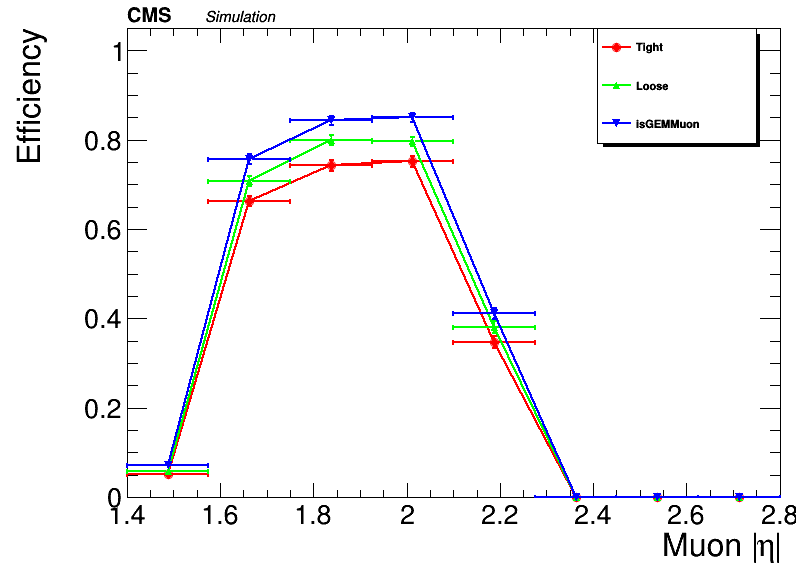 CMS Simulation
Efficiency
1
0.8
0.6
0.4
0.2
0
Tight
Loose
isGEMMuon
1.4 1.6 1.8 2 2.2 2.4 2.6 2.8
Muon |η|